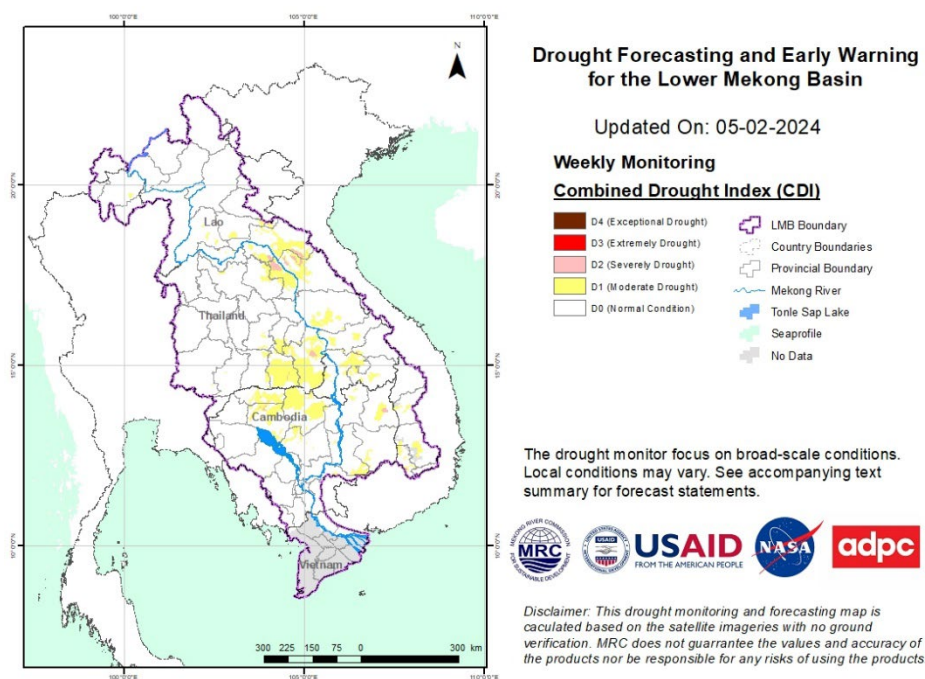 100°0'0"E
105°0'0"E
110°0'0"E
N
20°0'0"N
20°0'0"N
15°0'0"N
15°0'0"N
10°0'0"N
10°0'0"N
Lao
Thailand
Cambodia
Vietnam
300 225 150 75 0 300 km
100°0'0"E
105°0'0"E
110°0'0"E
Drought Forecasting and Early Warning
for the Lower Mekong Basin
Updated On: 05-02-2024
Weekly Monitoring
Combined Drought Index (CDI)
D4 (Exceptional Drought)
D3 (Extremely Drought)
D2 (Severely Drought)
D1 (Moderate Drought)
D0 (Normal Condition)
LMB Boundary
Country Boundaries
Provincial Boundary
Mekong River
Tonle Sap Lake
Seaprofile
No Data
The drought monitor focus on broad-scale conditions.
Local conditions may vary. See accompanying text
summary for forecast statements.
MEKONG RIVER COMMISSION
MRC
FOR SUSTAINABLE DEVELOPMENT
USAID
USAID
FROM THE AMERICAN PEOPLE
NASA
adpc
Disclaimer: This drought monitoring and forecasting map is
caculated based on the satellite imageries with no ground
verification. MRC does not guarrantee the values and accuracy of
the products nor be responsible for any risks of using the products